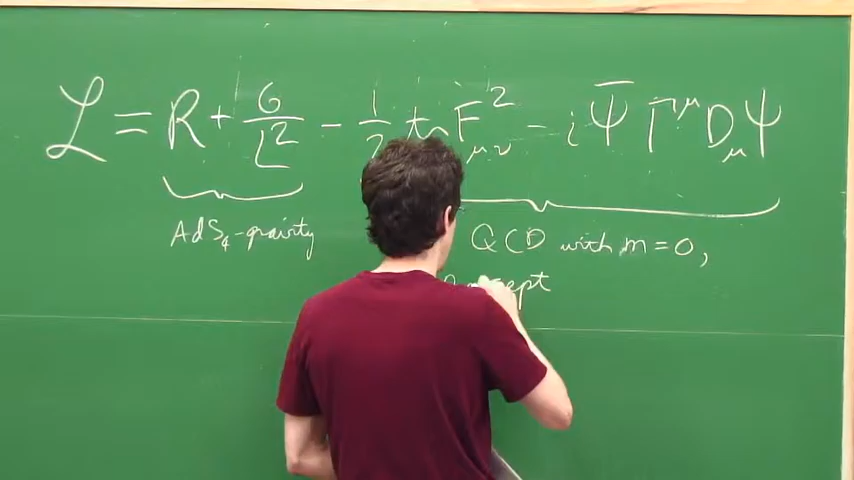 ℒ = R + 6/L² − 1/2 tr F²_μν − i Ψ̄ Γ^μ D_μ Ψ
AdS₄-gravity QCD with m = 0,